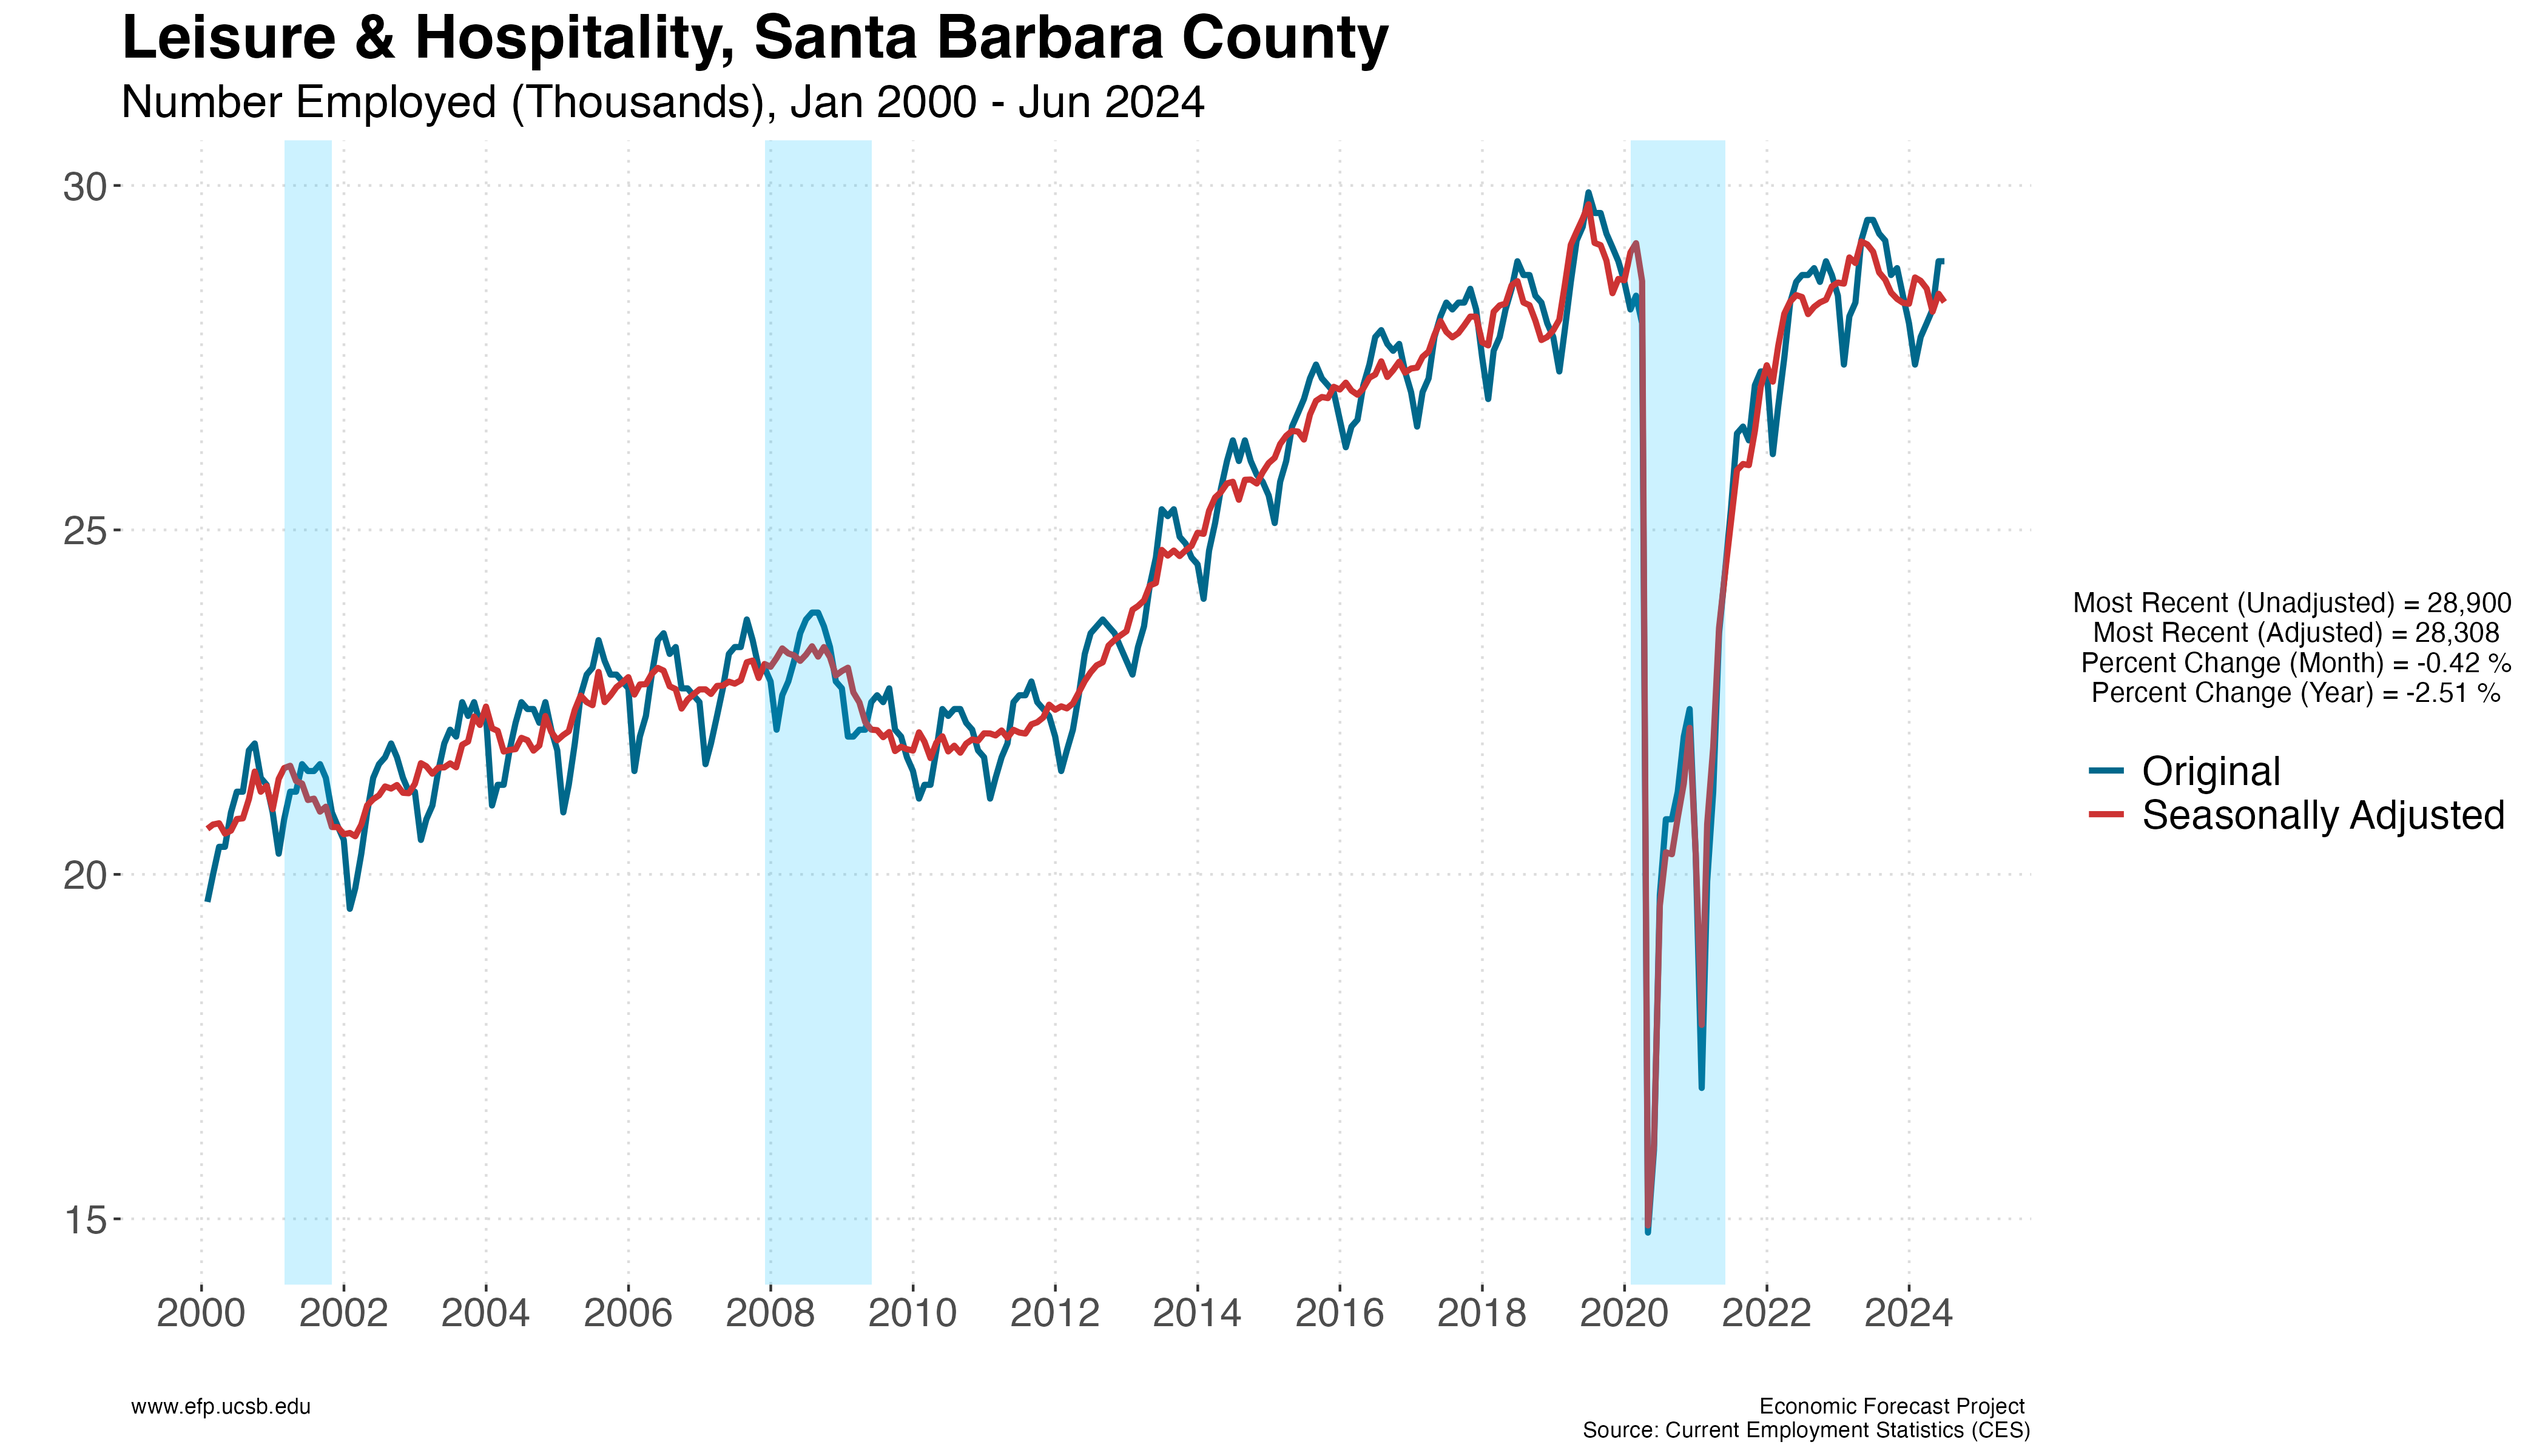 Leisure & Hospitality, Santa Barbara County
Number Employed (Thousands), Jan 2000 - Jun 2024
30
25
20
15
2000 2002 2004 2006 2008 2010 2012 2014 2016 2018 2020 2022 2024
Most Recent (Unadjusted) = 28,900
Most Recent (Adjusted) = 28,308
Percent Change (Month) = -0.42 %
Percent Change (Year) = -2.51 %
Original
Seasonally Adjusted
www.efp.ucsb.edu
Economic Forecast Project
Source: Current Employment Statistics (CES)